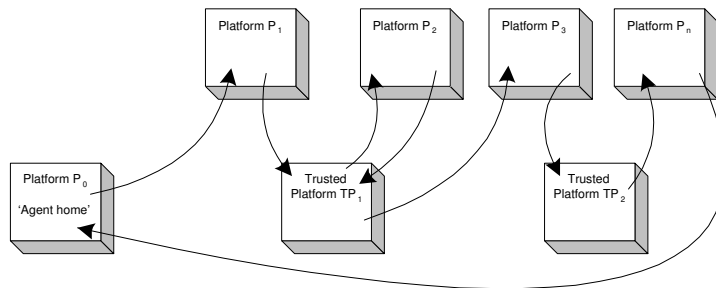 Platform P1
Platform P2
Platform P3
Platform Pn
Platform P0
'Agent home'
Trusted
Platform TP1
Trusted
Platform TP2